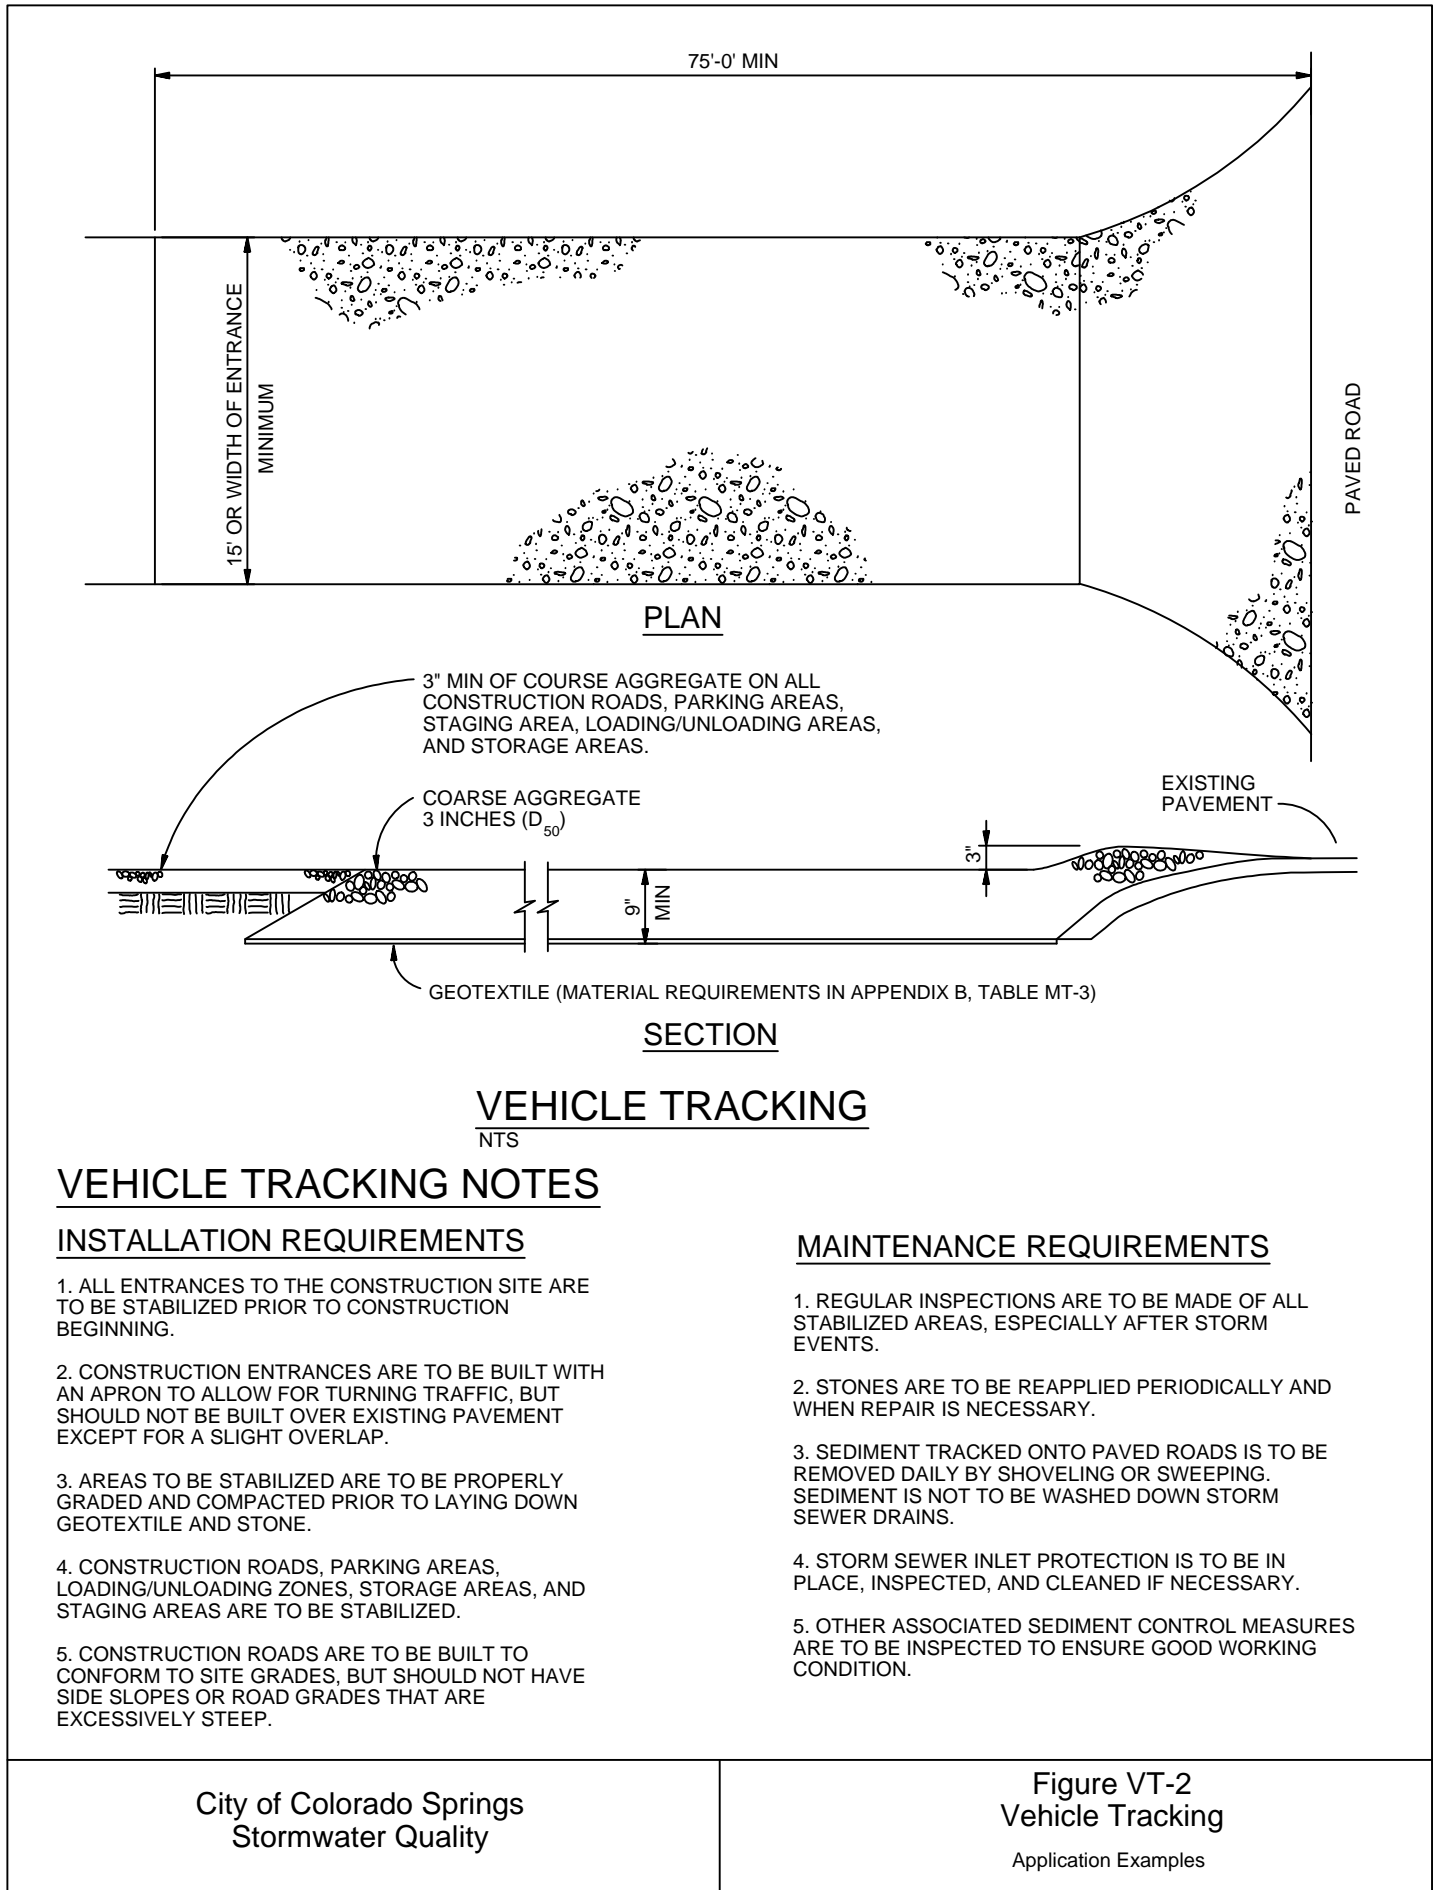 75'-0' MIN
15' OR WIDTH OF ENTRANCE
MINIMUM
PAVED ROAD
PLAN
3" MIN OF COURSE AGGREGATE ON ALL
CONSTRUCTION ROADS, PARKING AREAS,
STAGING AREA, LOADING/UNLOADING AREAS,
AND STORAGE AREAS.
COARSE AGGREGATE
3 INCHES (D50)
EXISTING
PAVEMENT
3"
9"
MIN
GEOTEXTILE (MATERIAL REQUIREMENTS IN APPENDIX B, TABLE MT-3)
SECTION
VEHICLE TRACKING
NTS
VEHICLE TRACKING NOTES
INSTALLATION REQUIREMENTS
1. ALL ENTRANCES TO THE CONSTRUCTION SITE ARE
TO BE STABILIZED PRIOR TO CONSTRUCTION
BEGINNING.
2. CONSTRUCTION ENTRANCES ARE TO BE BUILT WITH
AN APRON TO ALLOW FOR TURNING TRAFFIC, BUT
SHOULD NOT BE BUILT OVER EXISTING PAVEMENT
EXCEPT FOR A SLIGHT OVERLAP.
3. AREAS TO BE STABILIZED ARE TO BE PROPERLY
GRADED AND COMPACTED PRIOR TO LAYING DOWN
GEOTEXTILE AND STONE.
4. CONSTRUCTION ROADS, PARKING AREAS,
LOADING/UNLOADING ZONES, STORAGE AREAS, AND
STAGING AREAS ARE TO BE STABILIZED.
5. CONSTRUCTION ROADS ARE TO BE BUILT TO
CONFORM TO SITE GRADES, BUT SHOULD NOT HAVE
SIDE SLOPES OR ROAD GRADES THAT ARE
EXCESSIVELY STEEP.
MAINTENANCE REQUIREMENTS
1. REGULAR INSPECTIONS ARE TO BE MADE OF ALL
STABILIZED AREAS, ESPECIALLY AFTER STORM
EVENTS.
2. STONES ARE TO BE REAPPLIED PERIODICALLY AND
WHEN REPAIR IS NECESSARY.
3. SEDIMENT TRACKED ONTO PAVED ROADS IS TO BE
REMOVED DAILY BY SHOVELING OR SWEEPING.
SEDIMENT IS NOT TO BE WASHED DOWN STORM
SEWER DRAINS.
4. STORM SEWER INLET PROTECTION IS TO BE IN
PLACE, INSPECTED, AND CLEANED IF NECESSARY.
5. OTHER ASSOCIATED SEDIMENT CONTROL MEASURES
ARE TO BE INSPECTED TO ENSURE GOOD WORKING
CONDITION.
City of Colorado Springs
Stormwater Quality
Figure VT-2
Vehicle Tracking
Application Examples